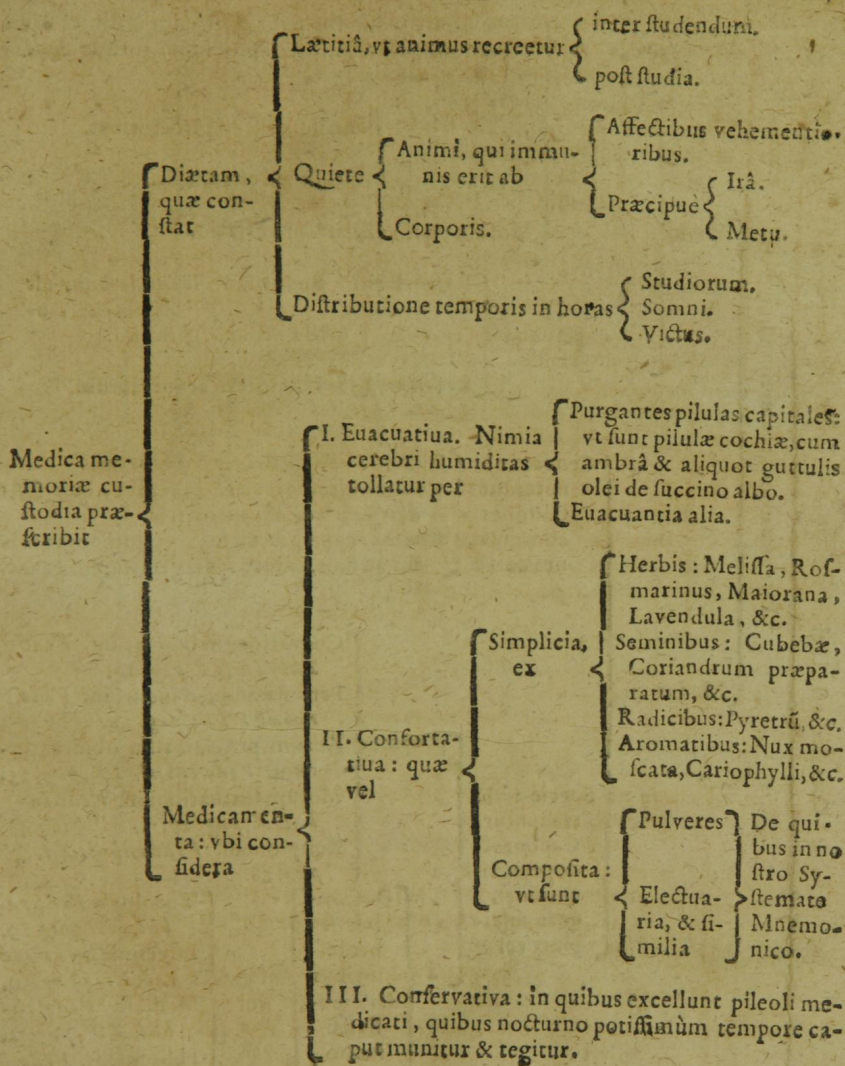 Medica me-
moriæ cu-
ſtodia præ-
ſcribit
Diætam,
quæ con-
ſtat
Lætitiâ, vt animus recreetur
inter ſtudendum.
poſt ſtudia.
Quiete
Animi, qui immu-
nis erit ab
Affectibus vehementio-
ribus.
Præcipuè
Irâ.
Metu.
Corporis.
Diſtributione temporis in horas
Studiorum.
Somni.
Victus.
Medicamen-
ta: vbi con-
ſidera
I. Euacuatiua. Nimia
cerebri humiditas
tollatur per
Purgantes pilulas capitales:
vt ſunt pilulæ cochiæ, cum
ambrâ & aliquot guttulis
olei de ſuccino albo.
Euacuantia alia.
II. Conforta-
tiua: quæ
vel
Simplicia,
ex
Herbis: Meliſſa, Roſ-
marinus, Maiorana,
Lavendula, &c.
Seminibus: Cubebæ,
Coriandrum præpa-
ratum, &c.
Radicibus: Pyretrũ, &c.
Aromatibus: Nux mo-
ſcata, Cariophylli, &c.
Compoſita:
vt ſunt
Pulveres
Electua-
ria, & ſi-
milia
De qui-
bus in no
ſtro Sy-
ſtemate
Mnemo-
nico.
III. Conſervativa: in quibus excellunt pileoli me-
dicati, quibus nocturno potiſſimùm tempore ca-
put munitur & tegitur.